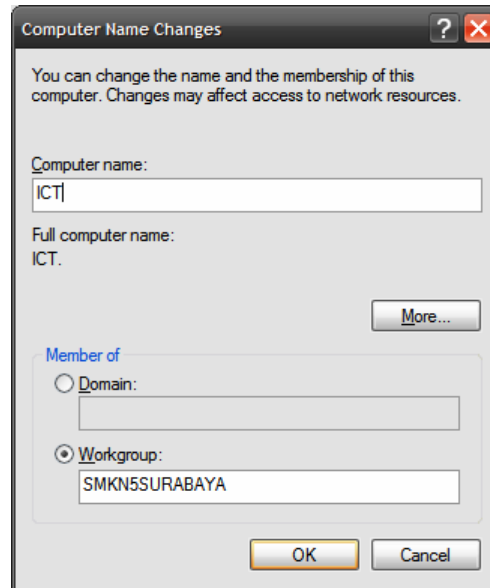 Computer Name Changes
You can change the name and the membership of this
computer. Changes may affect access to network resources.
Computer name:
ICT
Full computer name:
ICT.
More...
Member of
Domain:
Workgroup:
SMKN5SURABAYA
OK Cancel